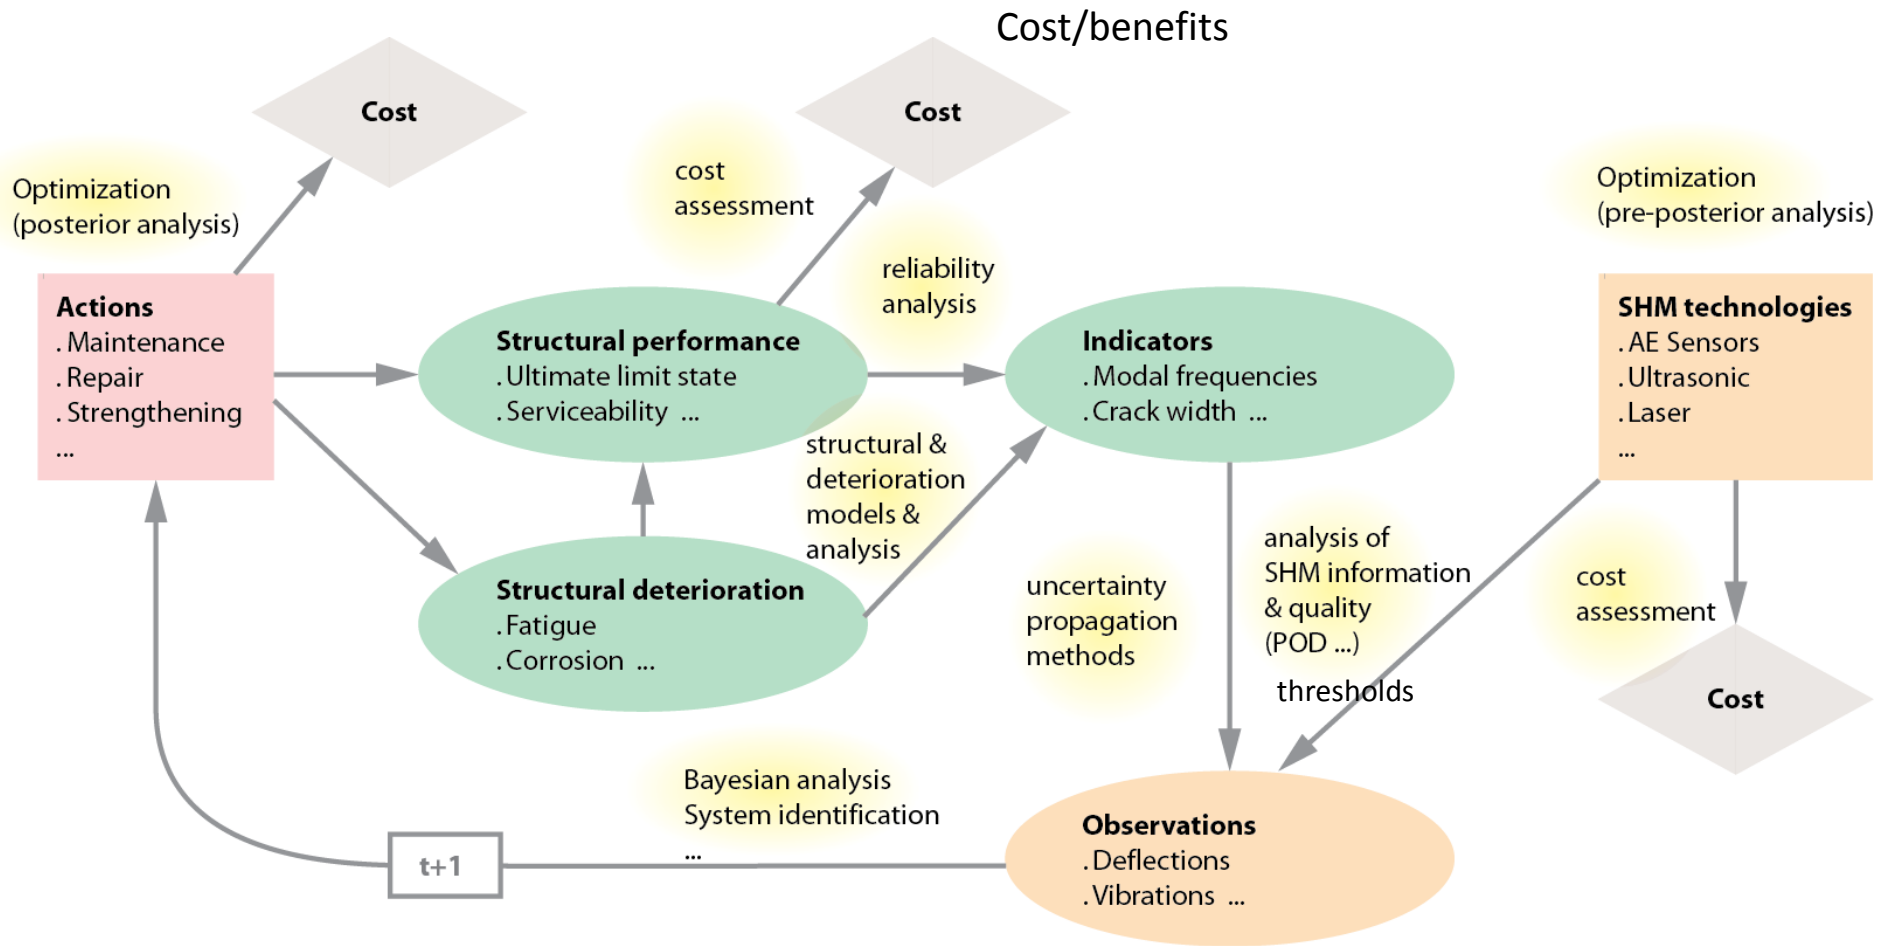 Cost/benefits
Cost
Cost
Optimization
(posterior analysis)
cost
assessment
Optimization
(pre-posterior analysis)
reliability
analysis
Actions
. Maintenance
. Repair
. Strengthening
...
Structural performance
. Ultimate limit state
. Serviceability ...
Indicators
. Modal frequencies
. Crack width ...
SHM technologies
. AE Sensors
. Ultrasonic
. Laser
...
structural &
deterioration
models &
analysis
Structural deterioration
. Fatigue
. Corrosion ...
uncertainty
propagation
methods
analysis of
SHM information
& quality
(POD ...)
thresholds
cost
assessment
Cost
Bayesian analysis
System identification
...
t+1
Observations
. Deflections
. Vibrations ...